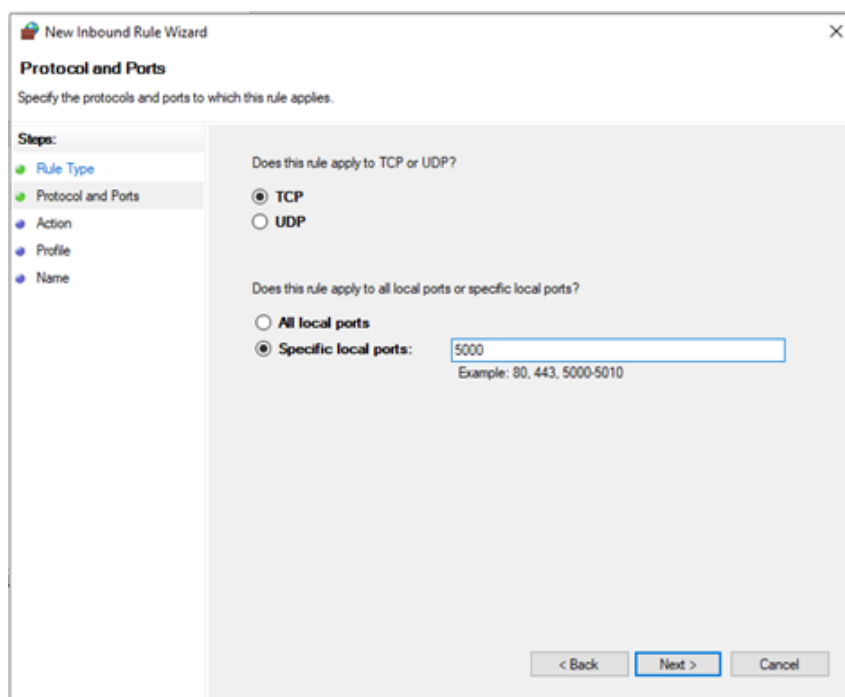 New Inbound Rule Wizard
Protocol and Ports
Specify the protocols and ports to which this rule applies.
Steps:
Rule Type
Protocol and Ports
Action
Profile
Name
Does this rule apply to TCP or UDP?
TCP
UDP
Does this rule apply to all local ports or specific local ports?
All local ports
Specific local ports: 5000
Example: 80, 443, 5000-5010
< Back Next > Cancel